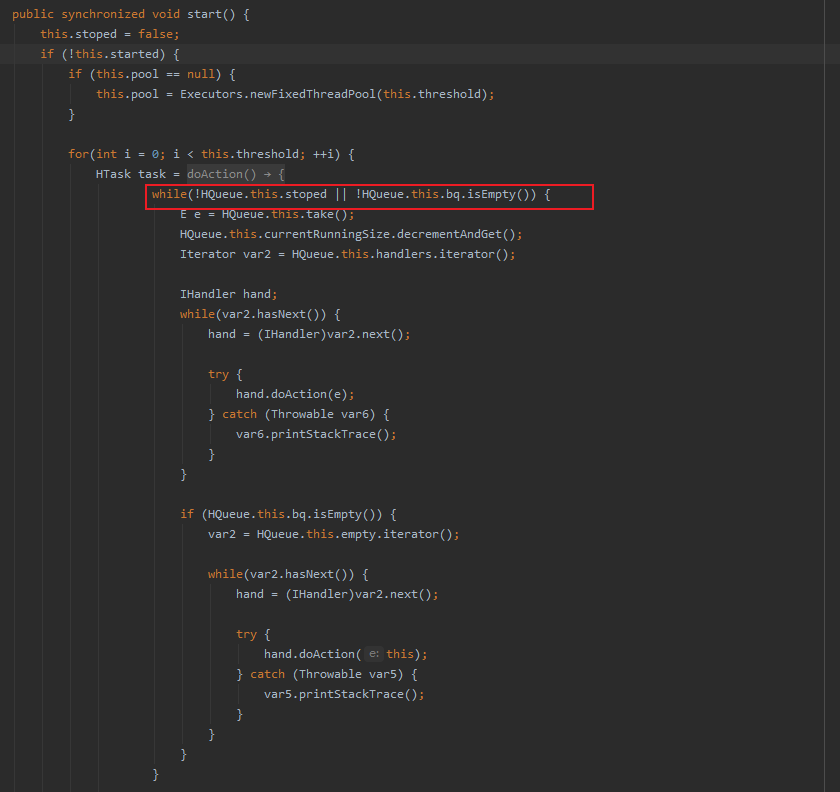 public synchronized void start() {
this.stoped = false;
if (!this.started) {
if (this.pool == null) {
this.pool = Executors.newFixedThreadPool(this.threshold);
}
for(int i = 0; i < this.threshold; ++i) {
HTask task = doAction() → {
while(!HQueue.this.stoped || !HQueue.this.bq.isEmpty()) {
E e = HQueue.this.take();
HQueue.this.currentRunningSize.decrementAndGet();
Iterator var2 = HQueue.this.handlers.iterator();
IHandler hand;
while(var2.hasNext()) {
hand = (IHandler)var2.next();
try {
hand.doAction(e);
} catch (Throwable var6) {
var6.printStackTrace();
}
}
if (HQueue.this.bq.isEmpty()) {
var2 = HQueue.this.empty.iterator();
while(var2.hasNext()) {
hand = (IHandler)var2.next();
try {
hand.doAction( e: this);
} catch (Throwable var5) {
var5.printStackTrace();
}
}
}
}